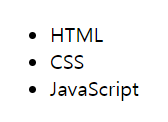 • HTML
• CSS
• JavaScript